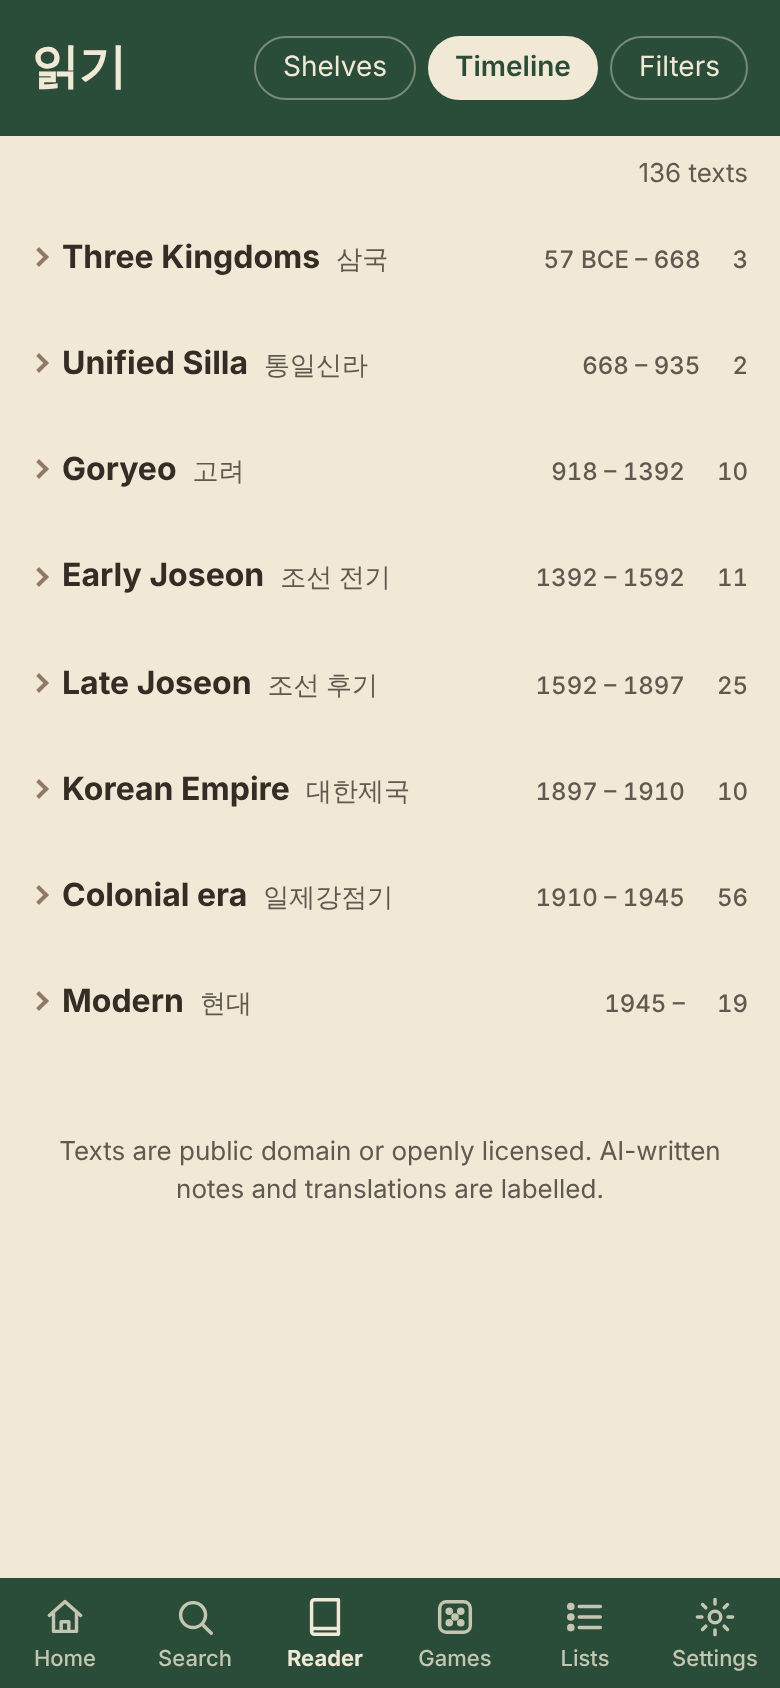 읽기
Shelves Timeline Filters
136 texts
Three Kingdoms 삼국 57 BCE – 668 3
Unified Silla 통일신라 668 – 935 2
Goryeo 고려 918 – 1392 10
Early Joseon 조선 전기 1392 – 1592 11
Late Joseon 조선 후기 1592 – 1897 25
Korean Empire 대한제국 1897 – 1910 10
Colonial era 일제강점기 1910 – 1945 56
Modern 현대 1945 – 19
Texts are public domain or openly licensed. AI-written
notes and translations are labelled.
Home Search Reader Games Lists Settings